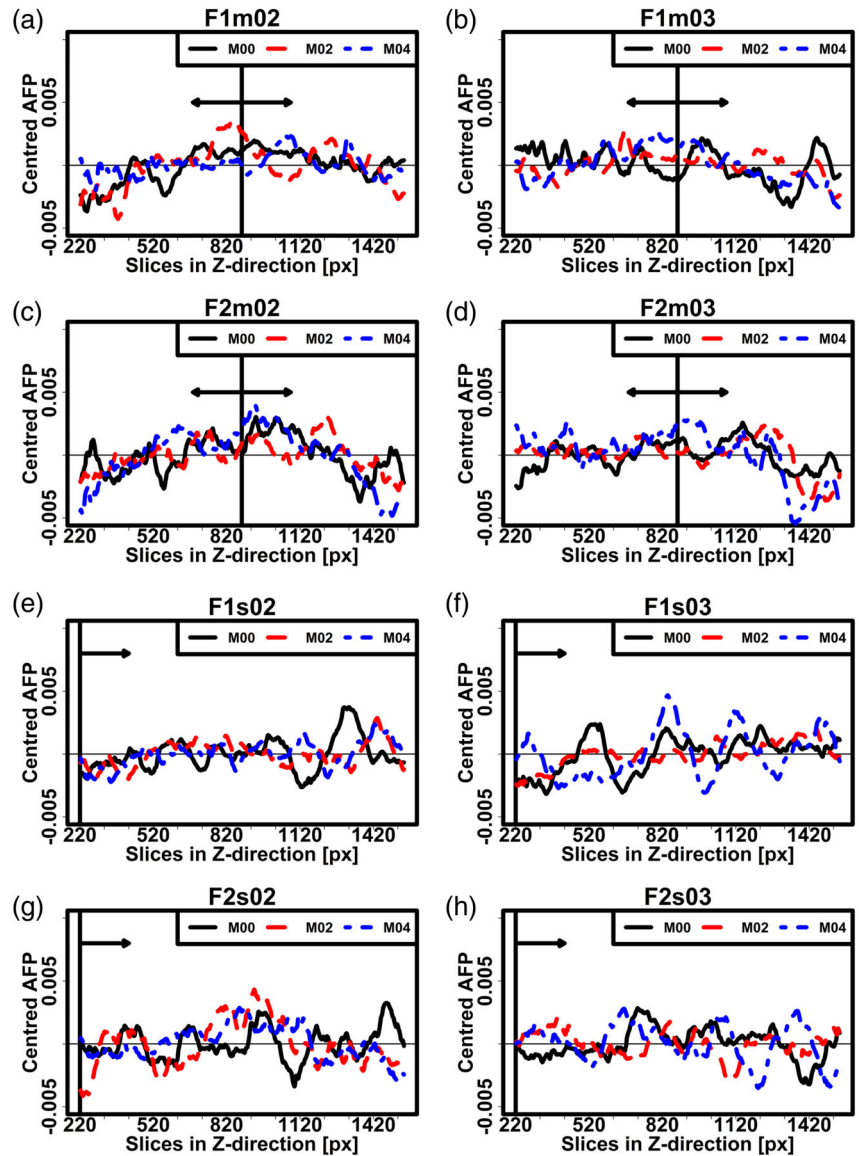 (a) F1m02
M00 M02 M04
Centred AFP
0.005
-0.005
220 520 820 1120 1420
Slices in Z-direction [px]
(b) F1m03
M00 M02 M04
Centred AFP
0.005
-0.005
220 520 820 1120 1420
Slices in Z-direction [px]
(c) F2m02
M00 M02 M04
Centred AFP
0.005
-0.005
220 520 820 1120 1420
Slices in Z-direction [px]
(d) F2m03
M00 M02 M04
Centred AFP
0.005
-0.005
220 520 820 1120 1420
Slices in Z-direction [px]
(e) F1s02
M00 M02 M04
Centred AFP
0.005
-0.005
220 520 820 1120 1420
Slices in Z-direction [px]
(f) F1s03
M00 M02 M04
Centred AFP
0.005
-0.005
220 520 820 1120 1420
Slices in Z-direction [px]
(g) F2s02
M00 M02 M04
Centred AFP
0.005
-0.005
220 520 820 1120 1420
Slices in Z-direction [px]
(h) F2s03
M00 M02 M04
Centred AFP
0.005
-0.005
220 520 820 1120 1420
Slices in Z-direction [px]